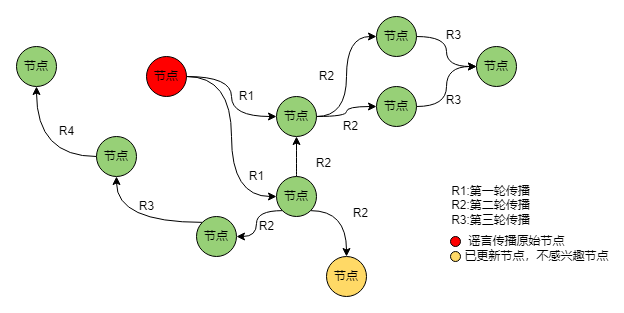 节点
R3
节点
节点
节点
R2
R3
R1
节点
节点
R4
R2
节点
R2
R1
节点
R3
R2
R2
节点
节点
R1:第一轮传播
R2:第二轮传播
R3:第三轮传播
谣言传播原始节点
已更新节点，不感兴趣节点